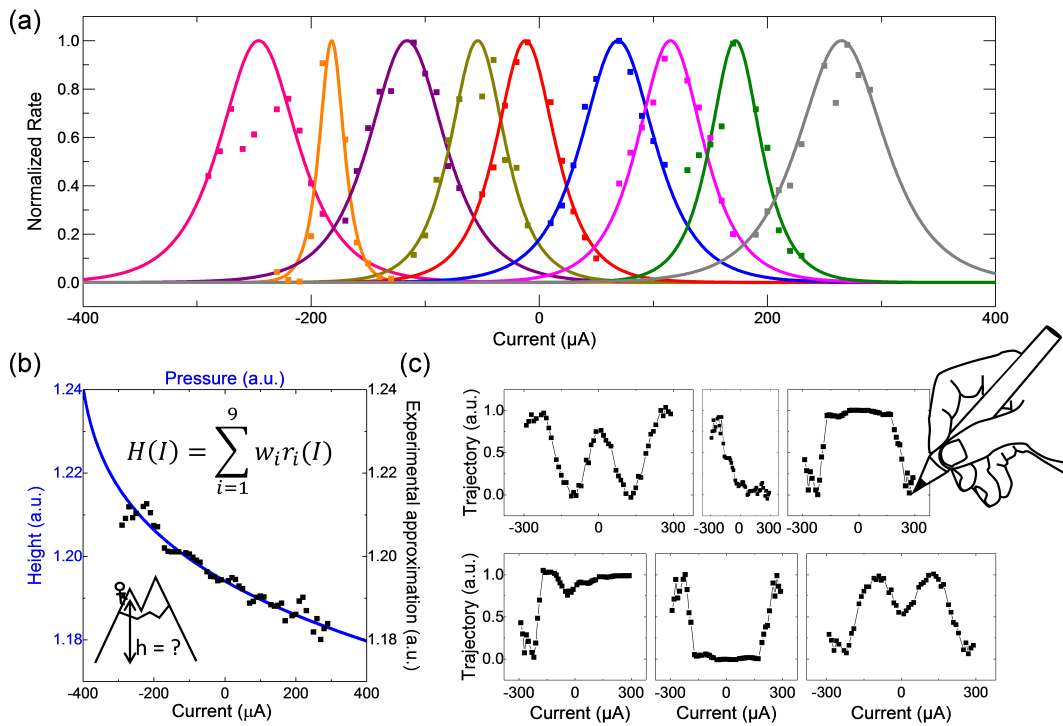 (a)
Normalized Rate
1.0
0.8
0.6
0.4
0.2
0.0
-400 -200 0 200 400
Current (µA)
(b)
Pressure (a.u.)
Height (a.u.)
1.24
1.22
1.20
1.18
H(I) = \sum_{i=1}^{9} w_i r_i(I)
h = ?
1.24
1.22
1.20
1.18
Experimental approximation (a.u.)
-400 -200 0 200 400
Current (µA)
(c)
Trajectory (a.u.)
1.0
0.5
0.0
-300 0 300
-300 0 300
-300 0 300
Trajectory (a.u.)
1.0
0.5
0.0
-300 0 300
-300 0 300
-300 0 300
Current (µA) Current (µA) Current (µA)